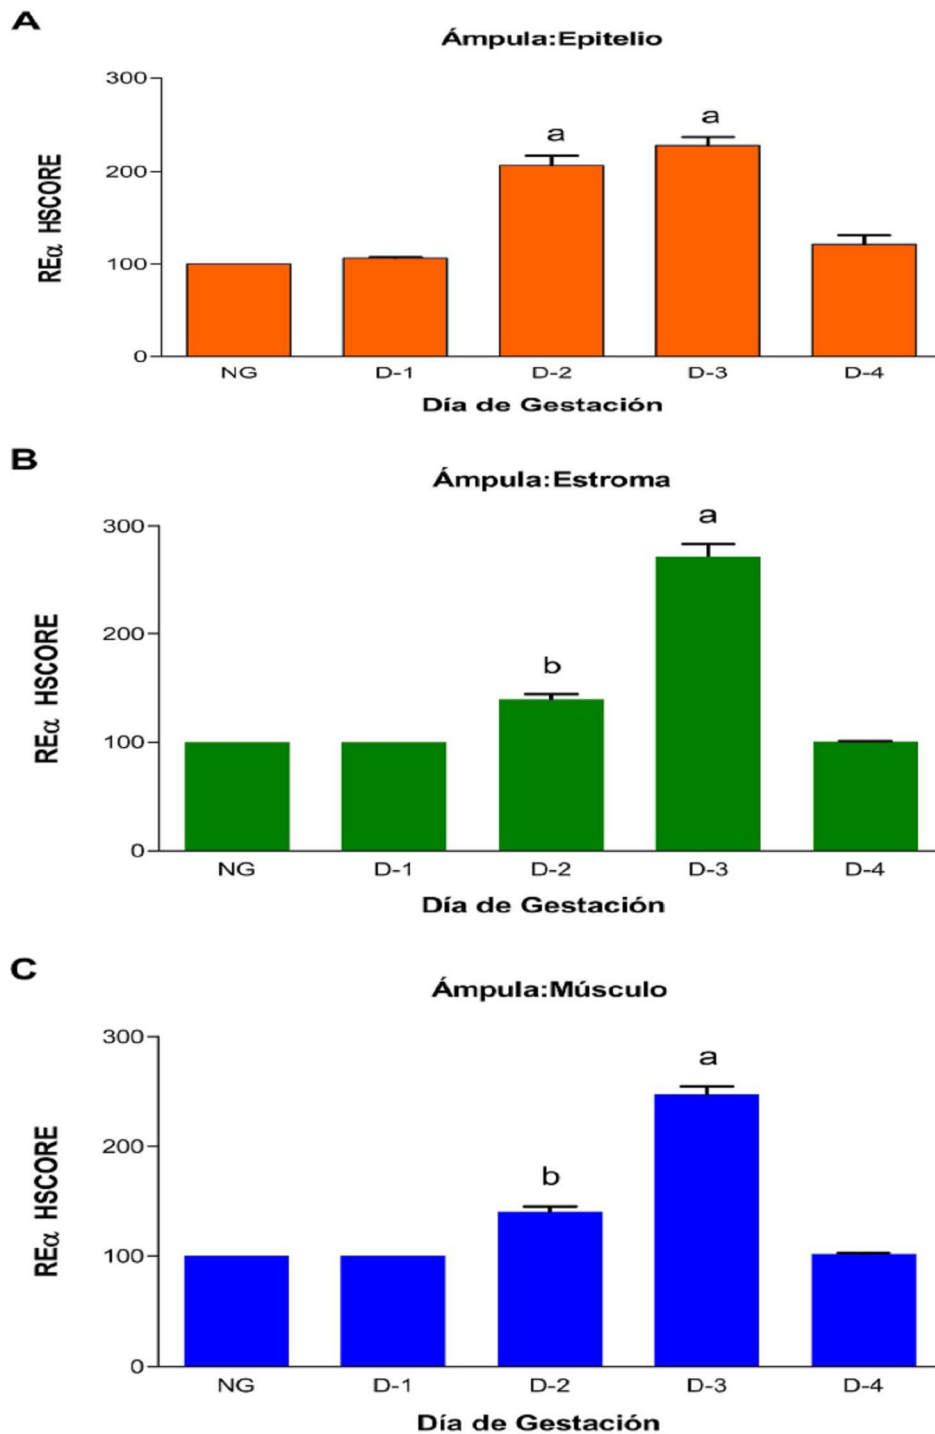 A
Ámpula:Epitelio
300
a
a
200
100
0
REα HSCORE
NG D-1 D-2 D-3 D-4
Día de Gestación
B
Ámpula:Estroma
a
300
200
b
100
0
REα HSCORE
NG D-1 D-2 D-3 D-4
Día de Gestación
C
Ámpula:Músculo
300
a
200
b
100
0
REα HSCORE
NG D-1 D-2 D-3 D-4
Día de Gestación